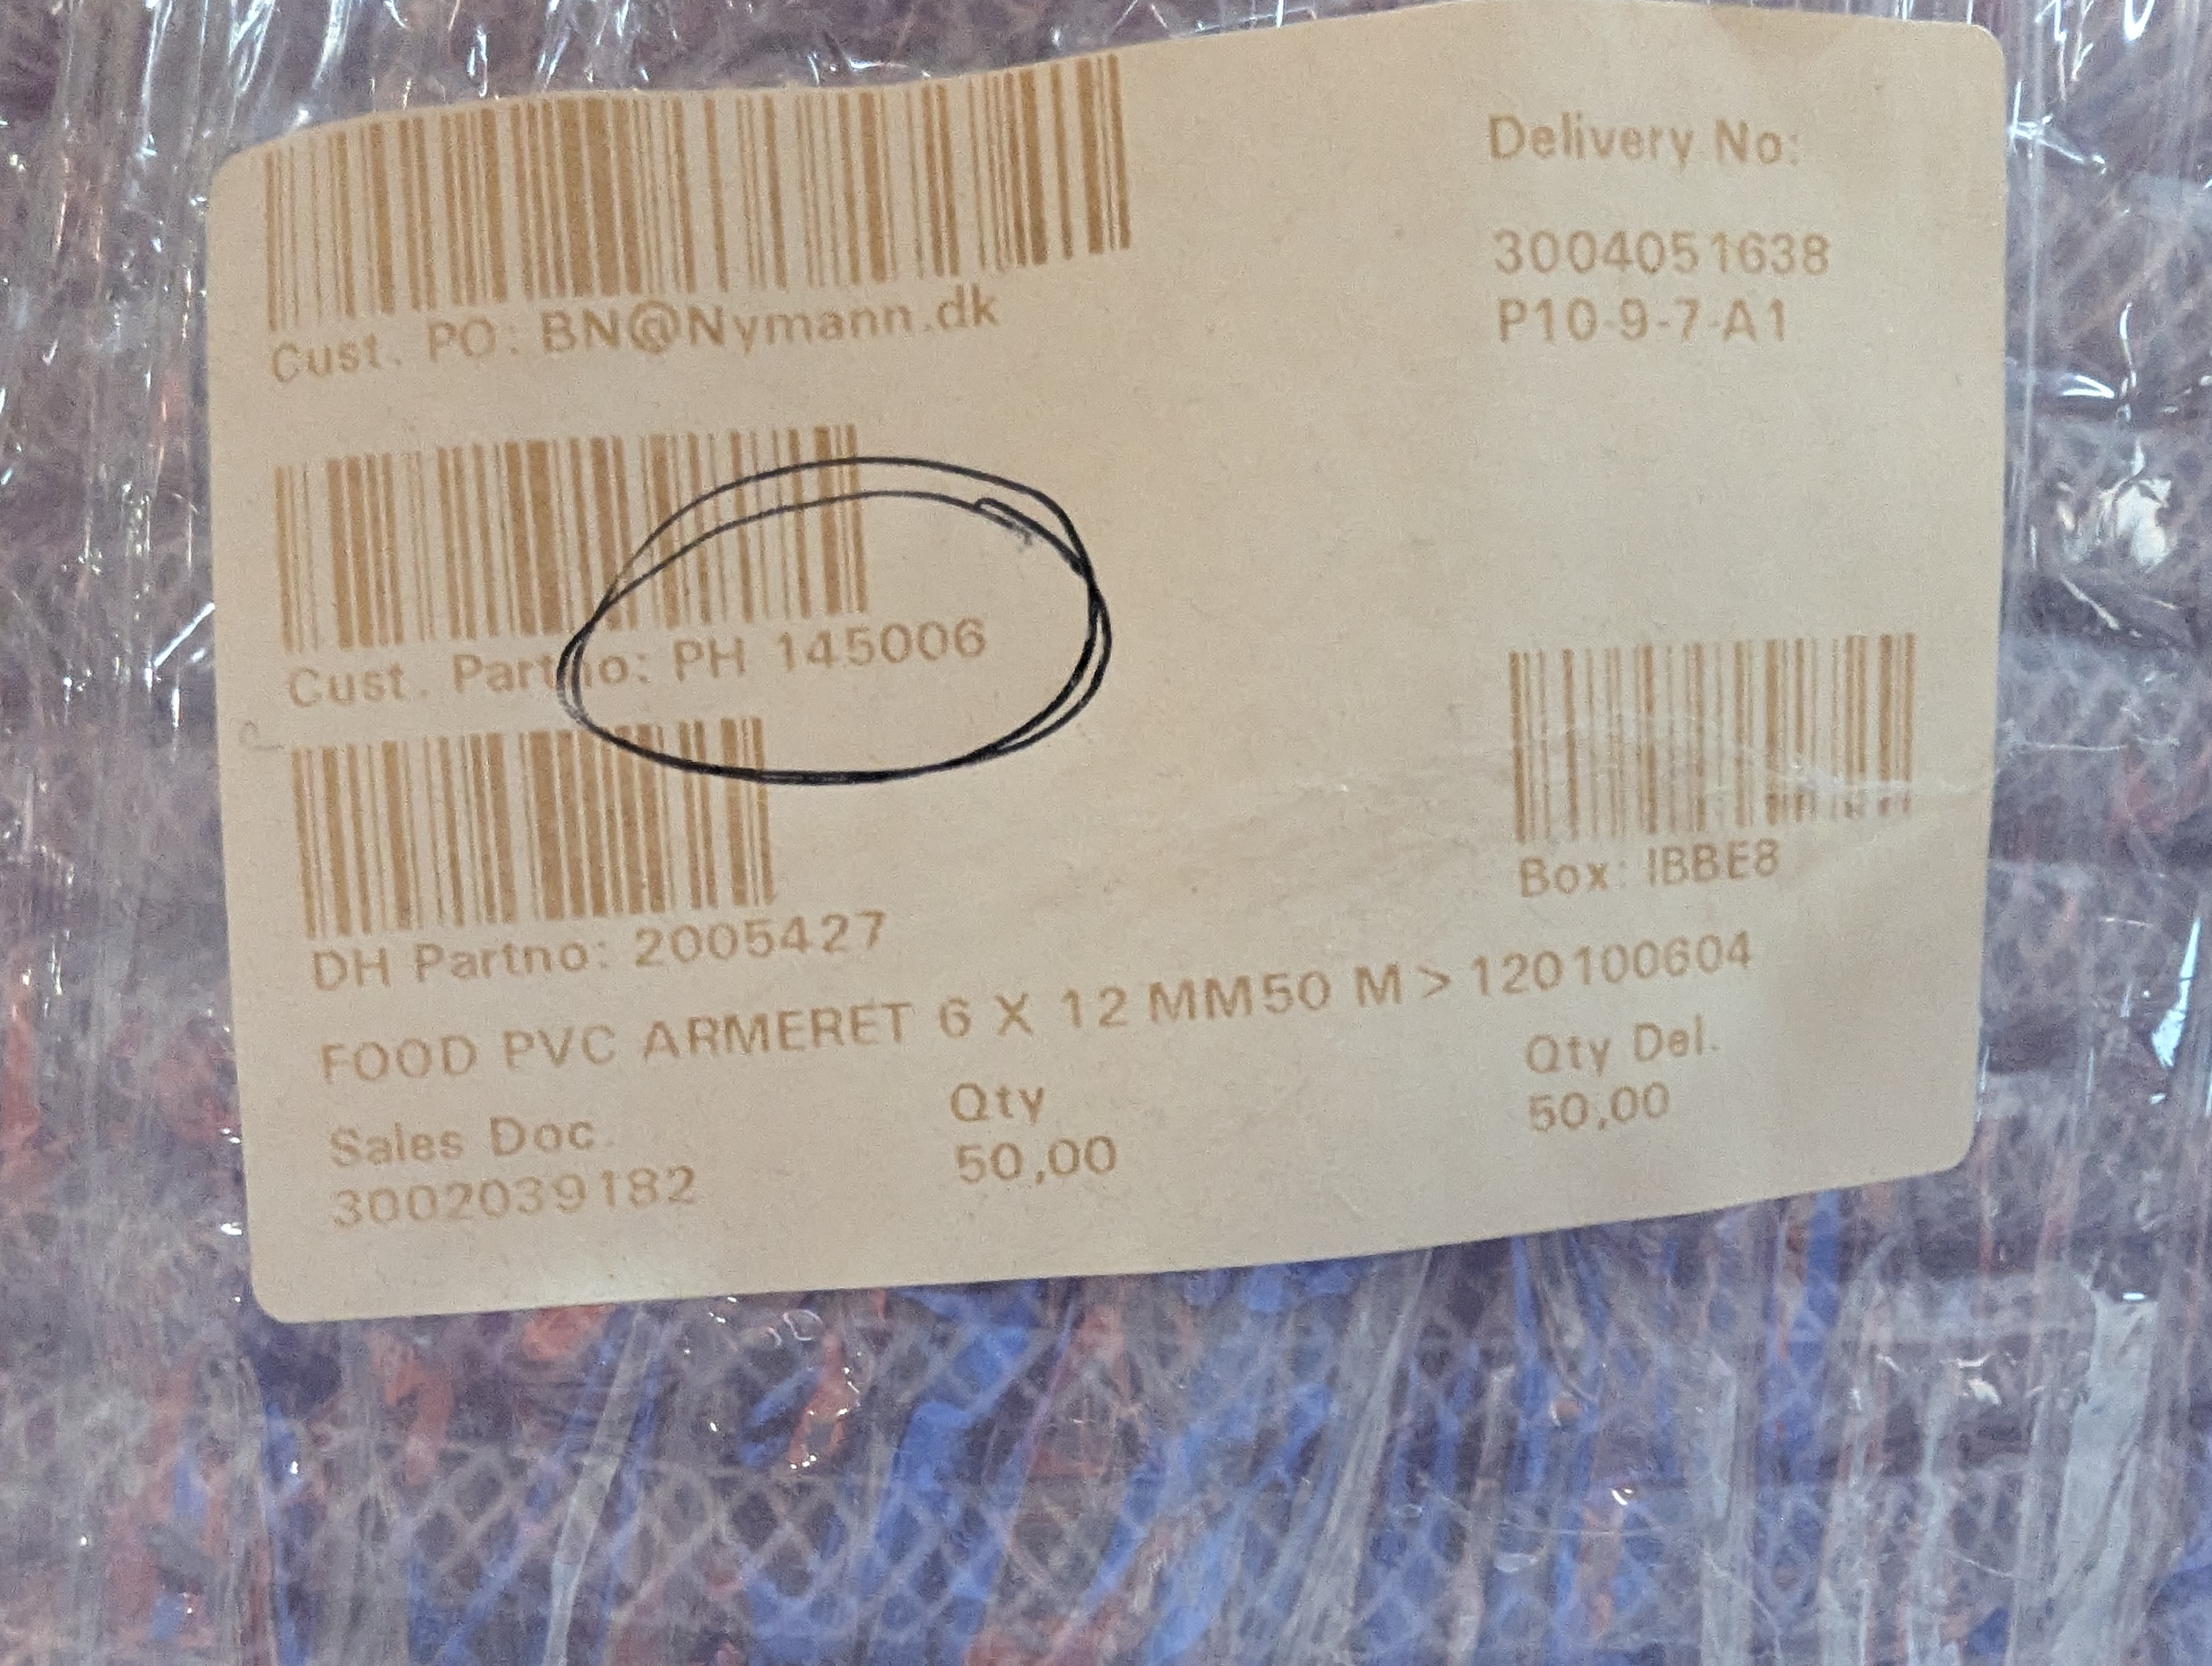 Cust. PO: BN@Nymann.dk
Delivery No:
3004051638
P10-9-7-A1
Cust. Partno: PH 145006
Box: IBBE8
DH Partno: 2005427
FOOD PVC ARMERET 6 X 12 MM50 M > 120100604
Sales Doc.
3002039182
Qty
50,00
Qty Del.
50,00